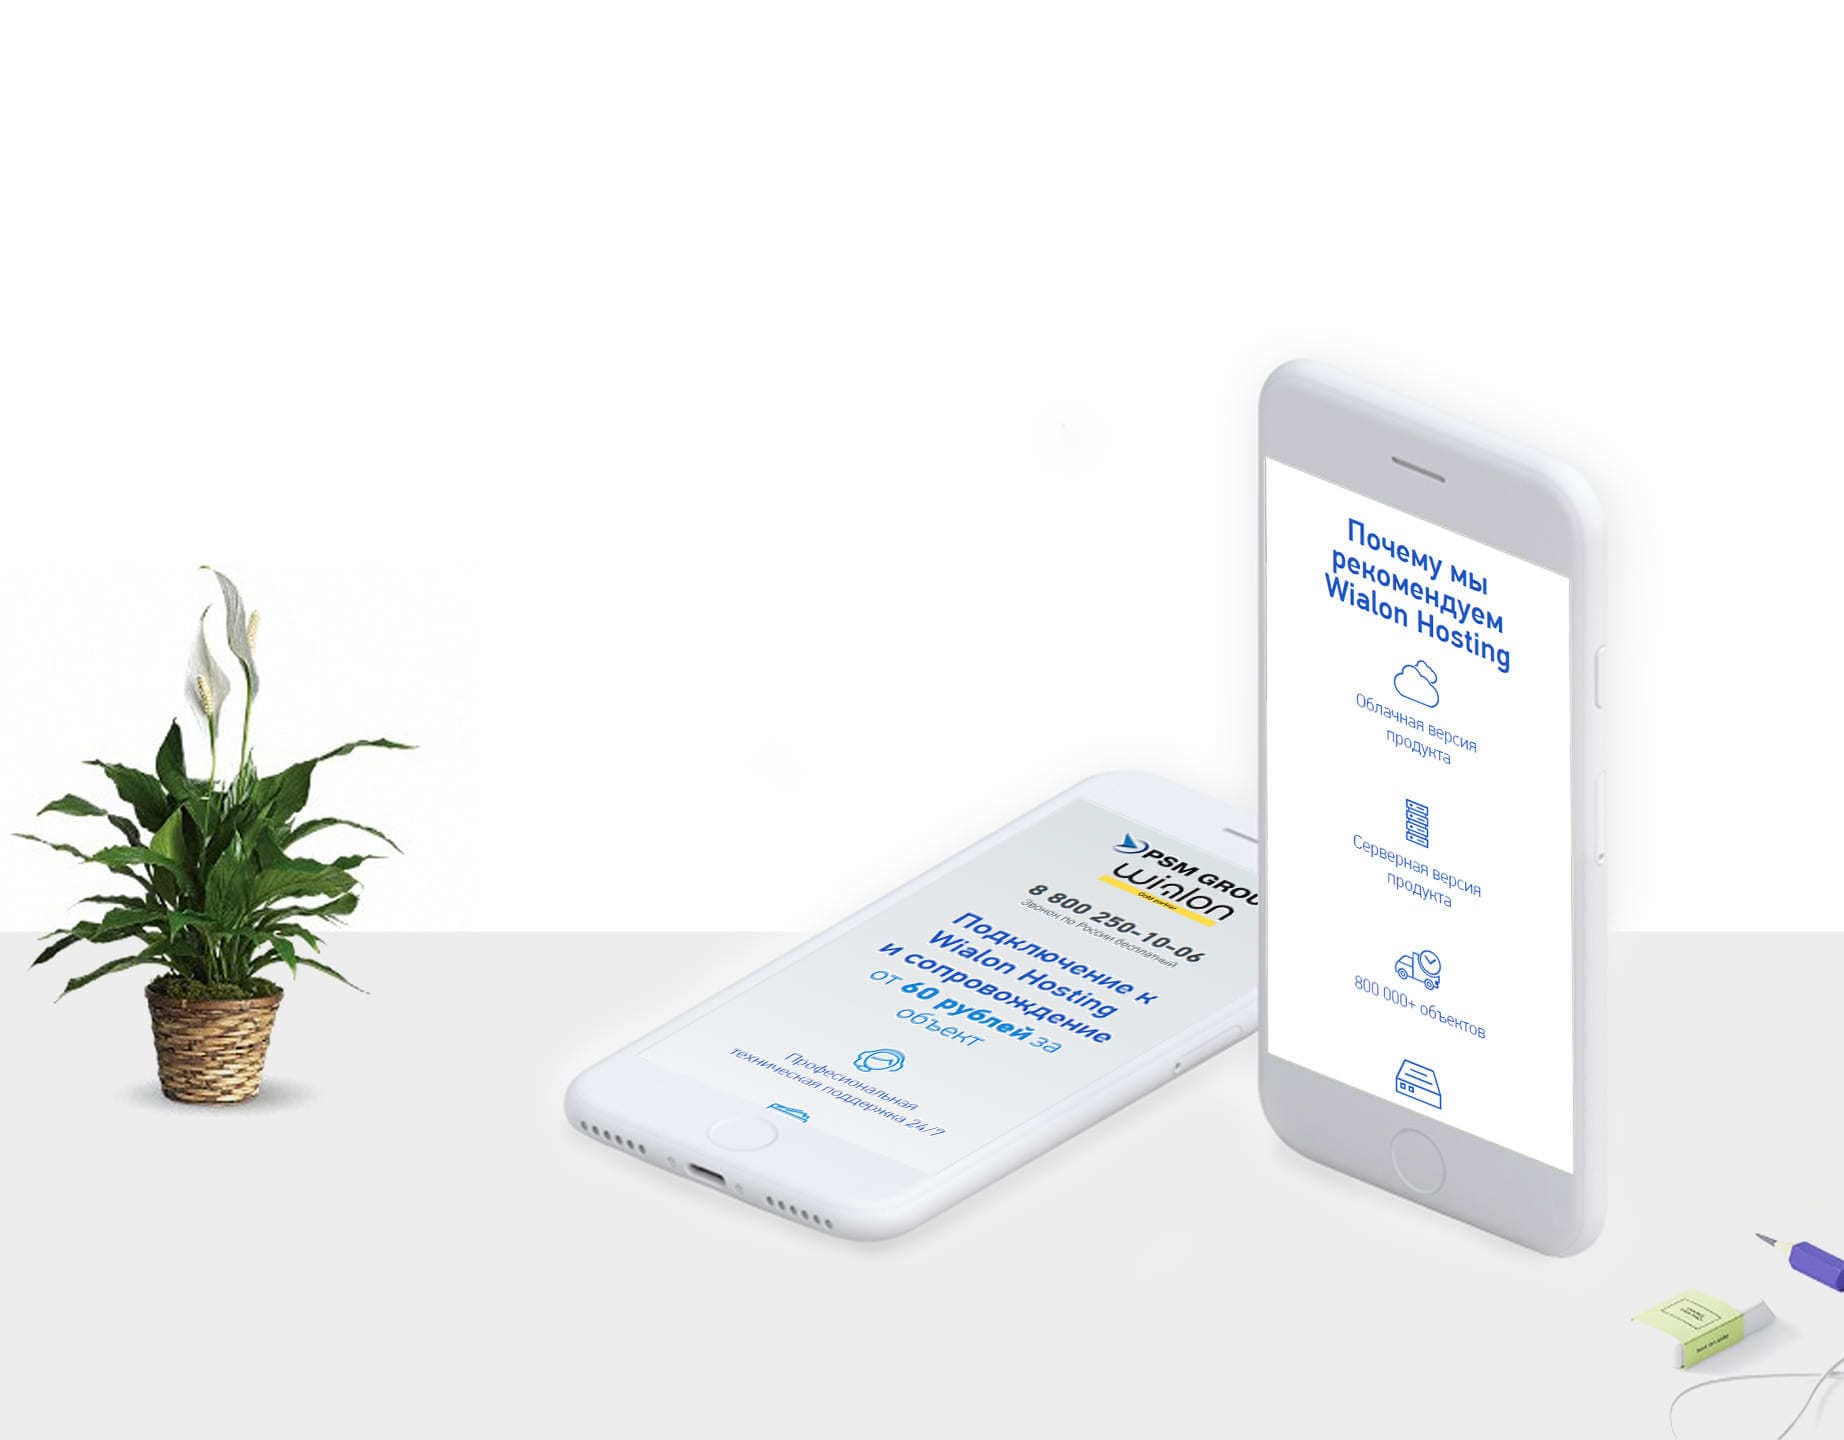 PSM GROU
wialon
Gold partner
8 800 250-10-06
Звонок по России бесплатный
Подключение к
Wialon Hosting
и сопровождение
от 60 рублей за
объект
Професиональная
техническая поддержка 24/7
Почему мы
рекомендуем
Wialon Hosting
Облачная версия
продукта
Серверная версия
продукта
800 000+ объектов